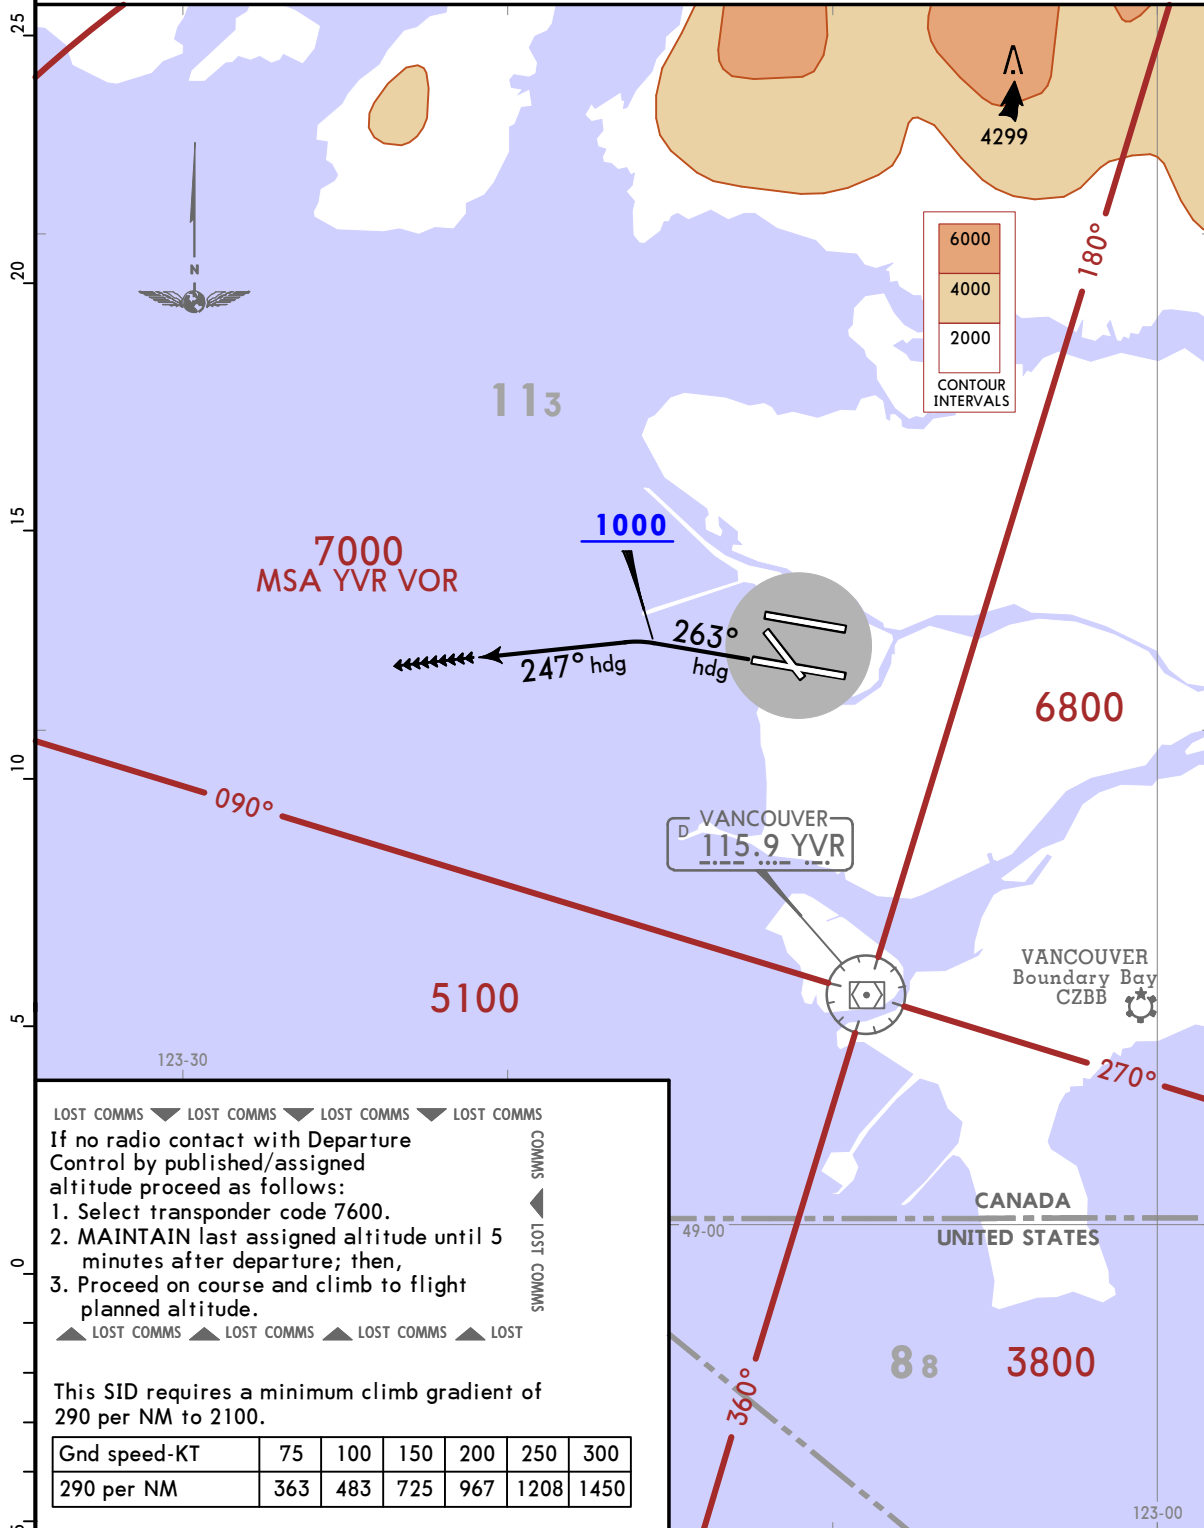 25
20
15
10
5
0
5
4299
N
6000
4000
2000
CONTOUR
INTERVALS
180°
113
1000
7000
MSA YVR VOR
263°
hdg
247° hdg
6800
090°
VANCOUVER
D 115.9 YVR
5100
VANCOUVER
Boundary Bay
CZBB
270°
123-30
LOST COMMS LOST COMMS LOST COMMS LOST COMMS
COMMS LOST COMMS
If no radio contact with Departure
Control by published/assigned
altitude proceed as follows:
1. Select transponder code 7600.
2. MAINTAIN last assigned altitude until 5
minutes after departure; then,
3. Proceed on course and climb to flight
planned altitude.
LOST COMMS LOST COMMS LOST COMMS LOST
This SID requires a minimum climb gradient of
290 per NM to 2100.
Gnd speed-KT 75 100 150 200 250 300
290 per NM 363 483 725 967 1208 1450
CANADA
49-00
UNITED STATES
88
3800
360°
123-00